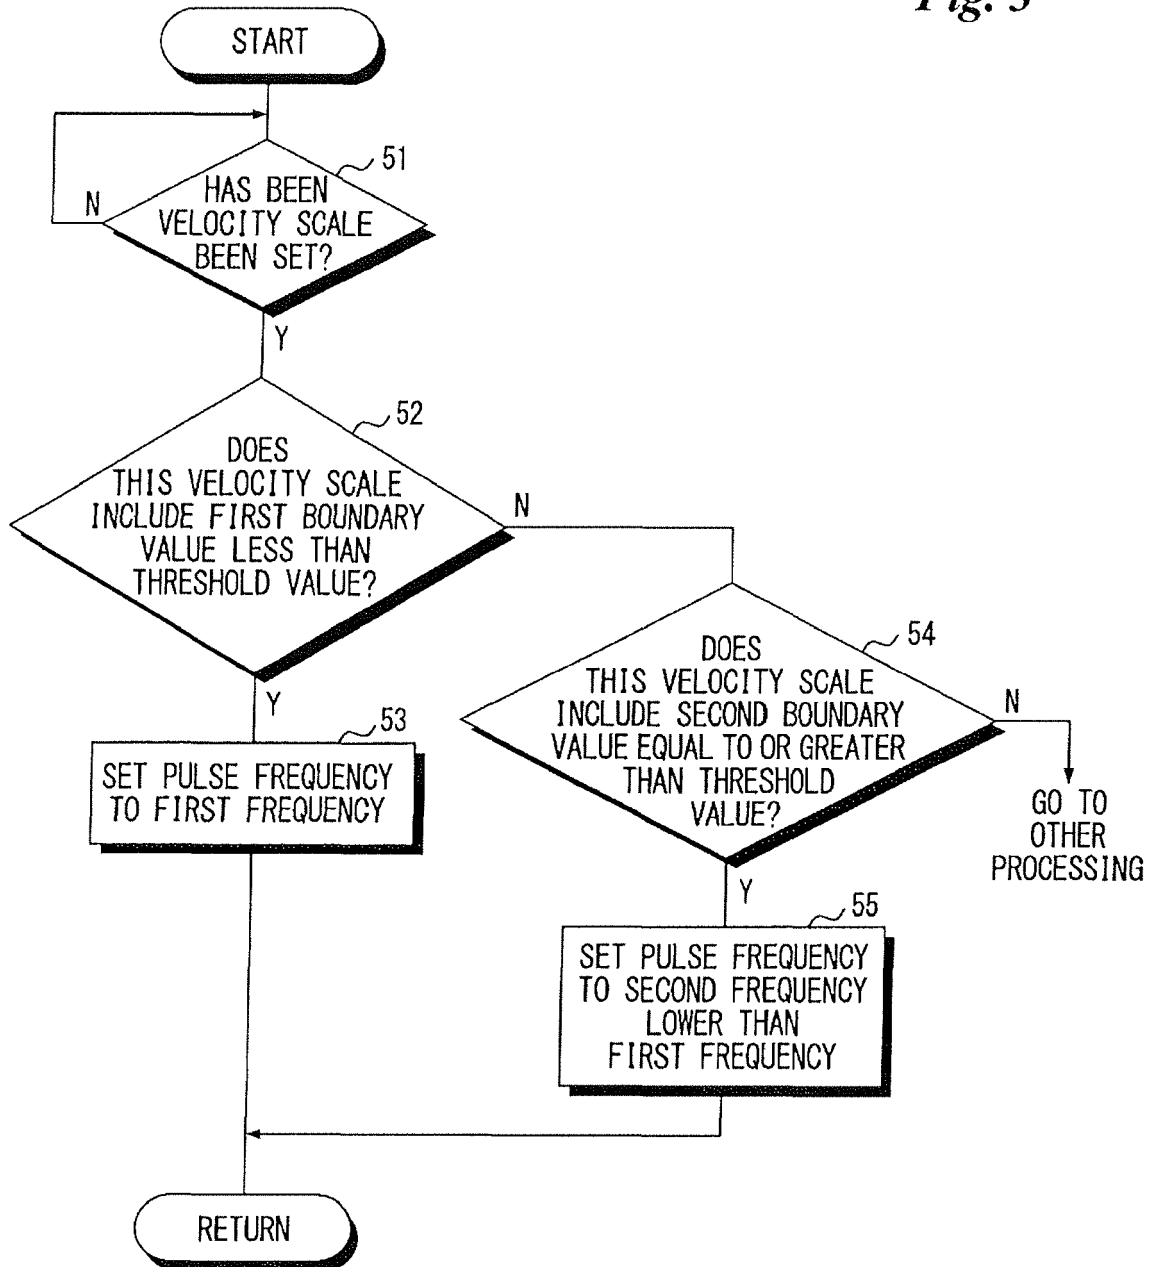 Fig. 5
START
51
HAS BEEN
VELOCITY SCALE
BEEN SET?
N
Y
52
DOES
THIS VELOCITY SCALE
INCLUDE FIRST BOUNDARY
VALUE LESS THAN
THRESHOLD VALUE?
N
Y
53
SET PULSE FREQUENCY
TO FIRST FREQUENCY
54
DOES
THIS VELOCITY SCALE
INCLUDE SECOND BOUNDARY
VALUE EQUAL TO OR GREATER
THAN THRESHOLD
VALUE?
N
GO TO
OTHER
PROCESSING
Y
55
SET PULSE FREQUENCY
TO SECOND FREQUENCY
LOWER THAN
FIRST FREQUENCY
RETURN